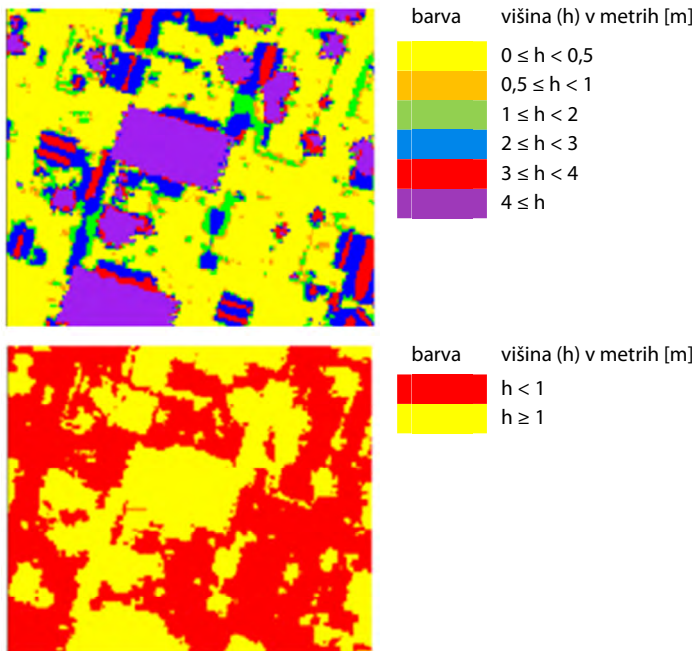 barva višina (h) v metrih [m]
0 ≤ h < 0,5
0,5 ≤ h < 1
1 ≤ h < 2
2 ≤ h < 3
3 ≤ h < 4
4 ≤ h
barva višina (h) v metrih [m]
h < 1
h ≥ 1